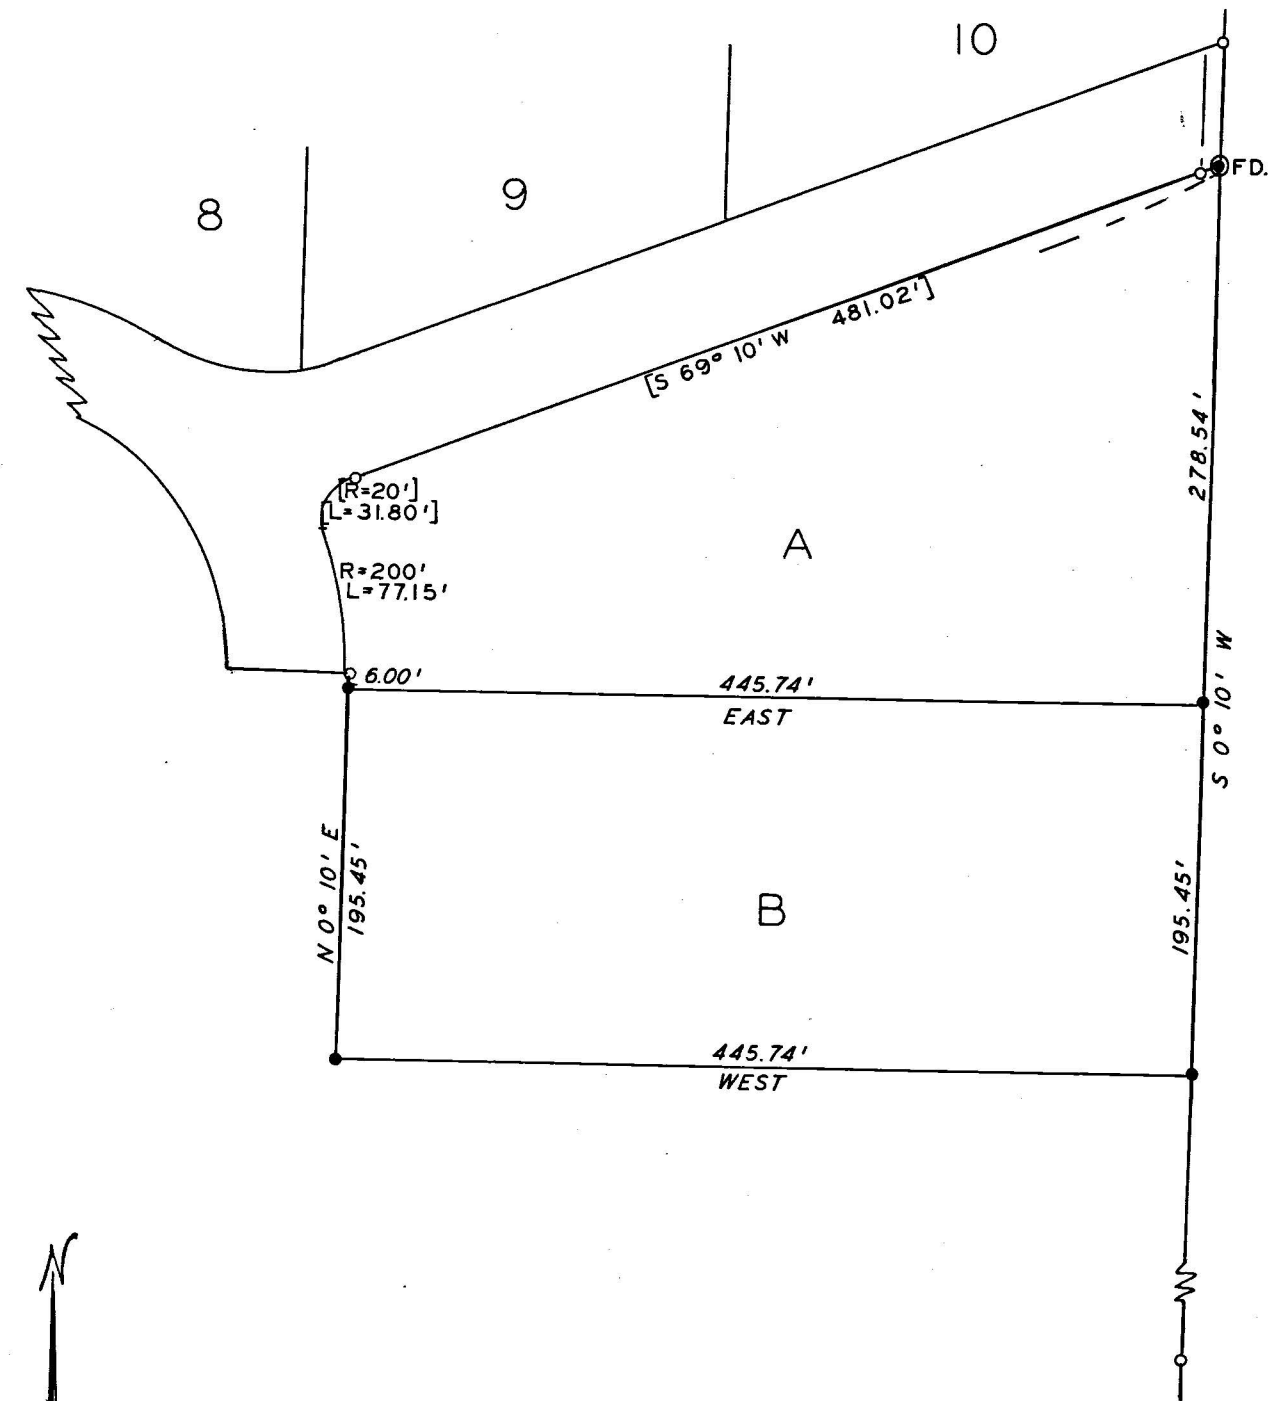 10
FD.
9
8
[S 69° 10' W 481.02']
278.54'
[R=20']
[L=31.80']
A
R=200'
L=77.15'
6.00'
445.74'
EAST
S 0° 10' W
N 0° 10' E
195.45'
B
195.45'
445.74'
WEST
N